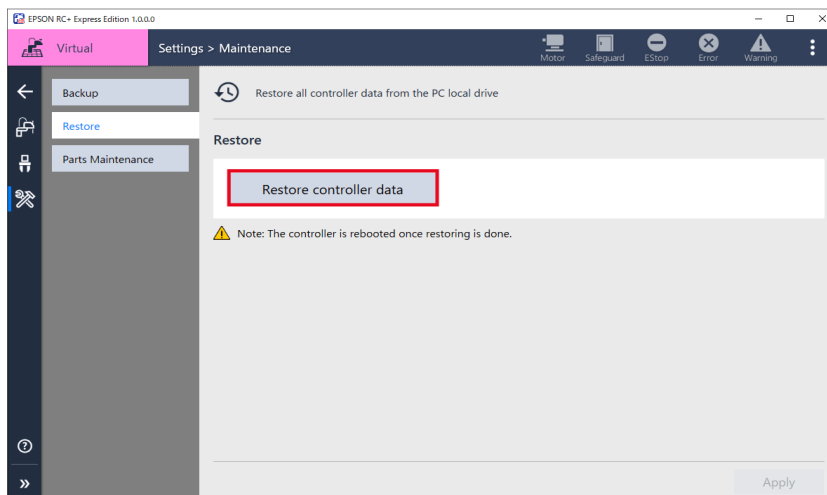 EPSON RC+ Express Edition 1.0.0.0
Virtual
Settings > Maintenance
Motor
Safeguard
EStop
Error
Warning
Backup
Restore
Parts Maintenance
Restore all controller data from the PC local drive
Restore
Restore controller data
Note: The controller is rebooted once restoring is done.
Apply